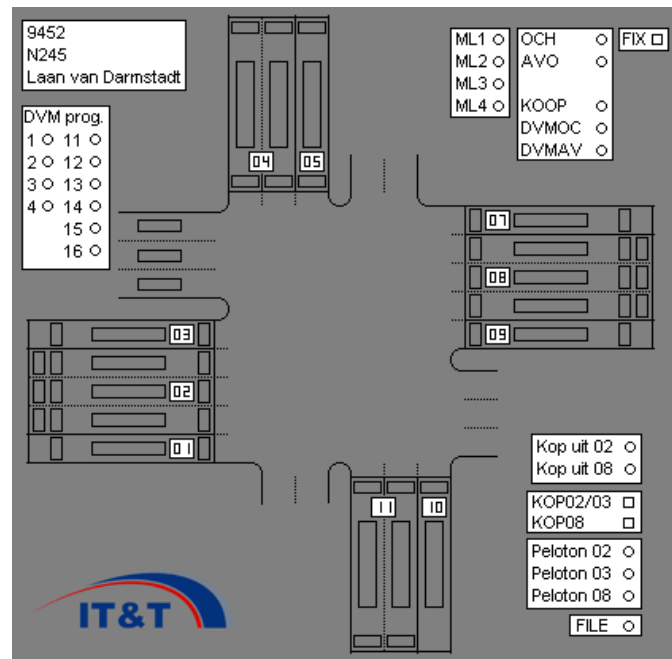 9452
N245
Laan van Darmstadt
DVM prog.
1 11
2 12
3 13
4 14
15
16
ML1
ML2
ML3
ML4
OCH
AVO
KOOP
DVMOC
DVMAV
FIX
04
05
07
08
09
03
02
01
11
10
Kop uit 02
Kop uit 08
KOP02/03
KOP08
Peloton 02
Peloton 03
Peloton 08
FILE
IT&T